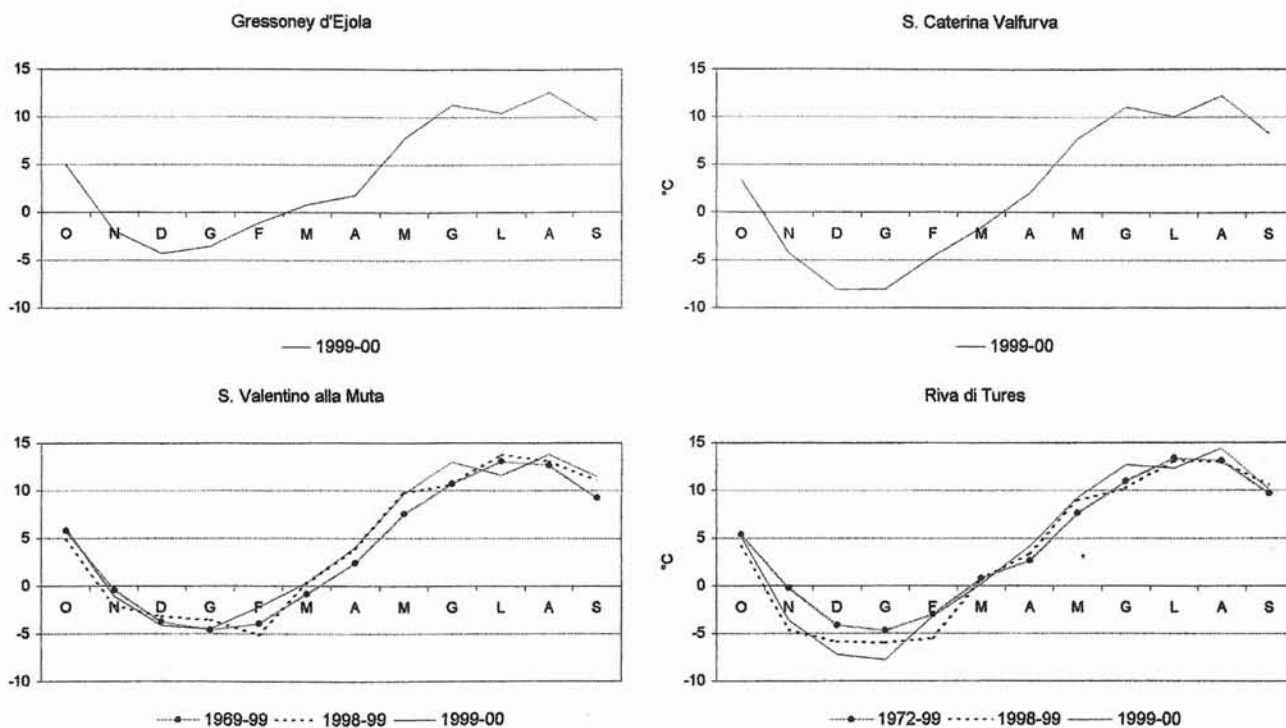 Gressoney d'Ejola
15
10
5
0
-5
-10
O N D G F M A M G L A S
1999-00
S. Caterina Valfurva
°C
15
10
5
0
-5
-10
O N D G F M A M G L A S
1999-00
S. Valentino alla Muta
15
10
5
0
-5
-10
O N D G F M A M G L A S
1969-99 1998-99 1999-00
Riva di Tures
°C
15
10
5
0
-5
-10
O N D G F M A M G L A S
1972-99 1998-99 1999-00